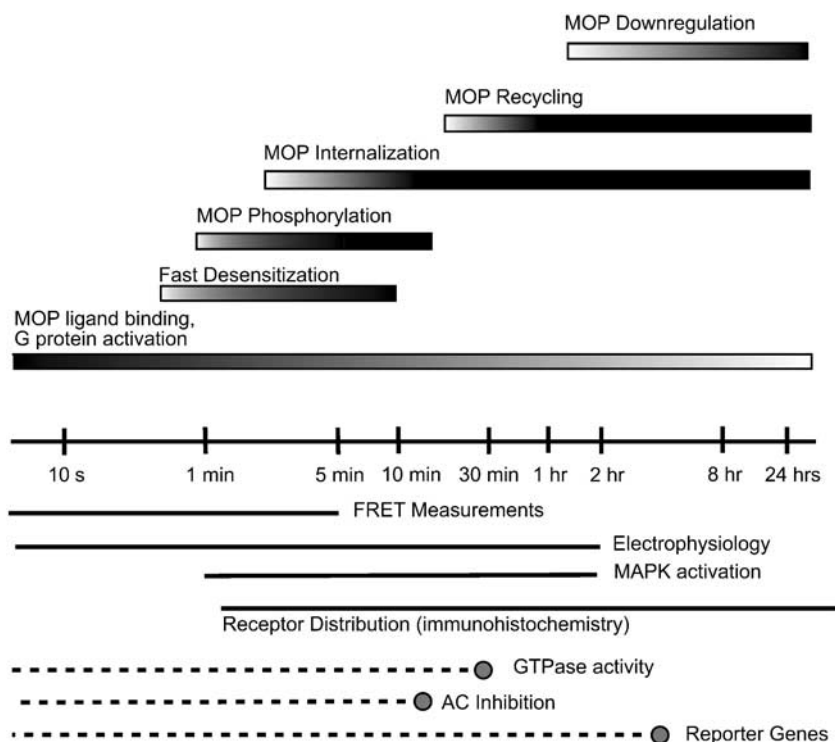 MOP Downregulation
MOP Recycling
MOP Internalization
MOP Phosphorylation
Fast Desensitization
MOP ligand binding,
G protein activation
10 s 1 min 5 min 10 min 30 min 1 hr 2 hr 8 hr 24 hrs
FRET Measurements
Electrophysiology
MAPK activation
Receptor Distribution (immunohistochemistry)
GTPase activity
AC Inhibition
Reporter Genes